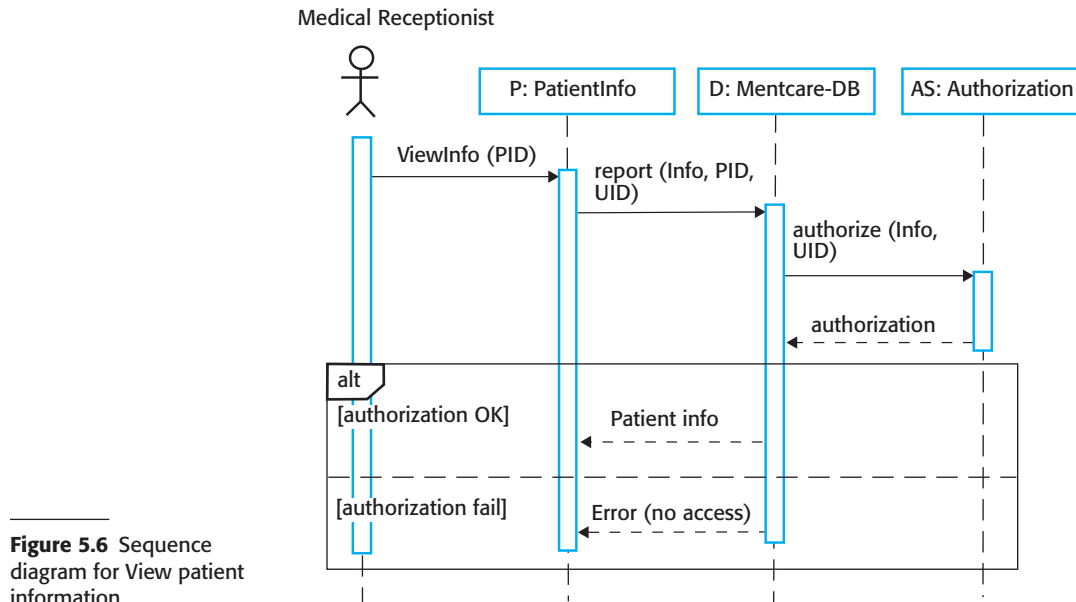 Medical Receptionist
P: PatientInfo
D: Mentcare-DB
AS: Authorization
ViewInfo (PID)
report (Info, PID,
UID)
authorize (Info,
UID)
authorization
alt
[authorization OK]
Patient info
[authorization fail]
Error (no access)
Figure 5.6 Sequence
diagram for View patient
information